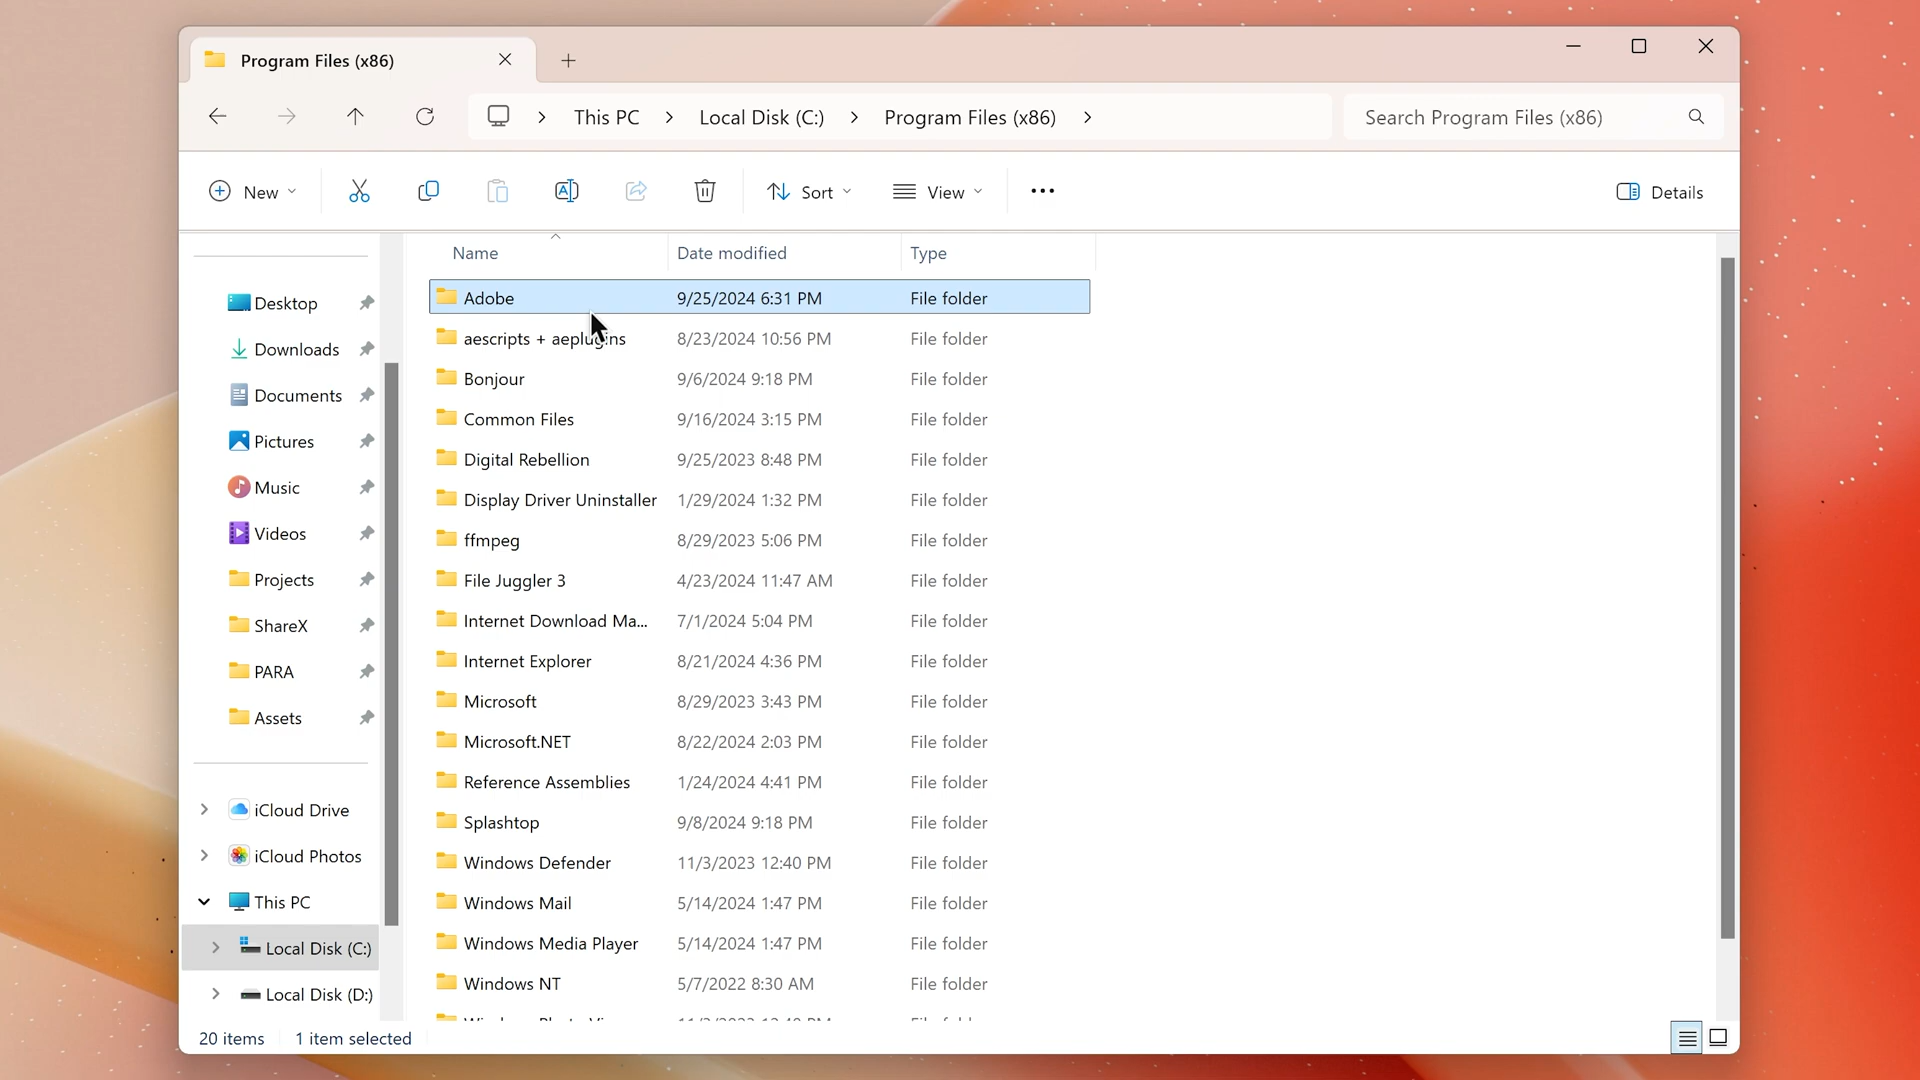 Program Files (x86)
This PC Local Disk (C:) Program Files (x86) Search Program Files (x86)
New Sort View Details
Name Date modified Type
Desktop
Downloads
Documents
Pictures
Music
Videos
Projects
ShareX
PARA
Assets
iCloud Drive
iCloud Photos
This PC
Local Disk (C:)
Local Disk (D:)
Adobe 9/25/2024 6:31 PM File folder
aescripts + aeplugins 8/23/2024 10:56 PM File folder
Bonjour 9/6/2024 9:18 PM File folder
Common Files 9/16/2024 3:15 PM File folder
Digital Rebellion 9/25/2023 8:48 PM File folder
Display Driver Uninstaller 1/29/2024 1:32 PM File folder
ffmpeg 8/29/2023 5:06 PM File folder
File Juggler 3 4/23/2024 11:47 AM File folder
Internet Download Ma... 7/1/2024 5:04 PM File folder
Internet Explorer 8/21/2024 4:36 PM File folder
Microsoft 8/29/2023 3:43 PM File folder
Microsoft.NET 8/22/2024 2:03 PM File folder
Reference Assemblies 1/24/2024 4:41 PM File folder
Splashtop 9/8/2024 9:18 PM File folder
Windows Defender 11/3/2023 12:40 PM File folder
Windows Mail 5/14/2024 1:47 PM File folder
Windows Media Player 5/14/2024 1:47 PM File folder
Windows NT 5/7/2022 8:30 AM File folder
20 items 1 item selected